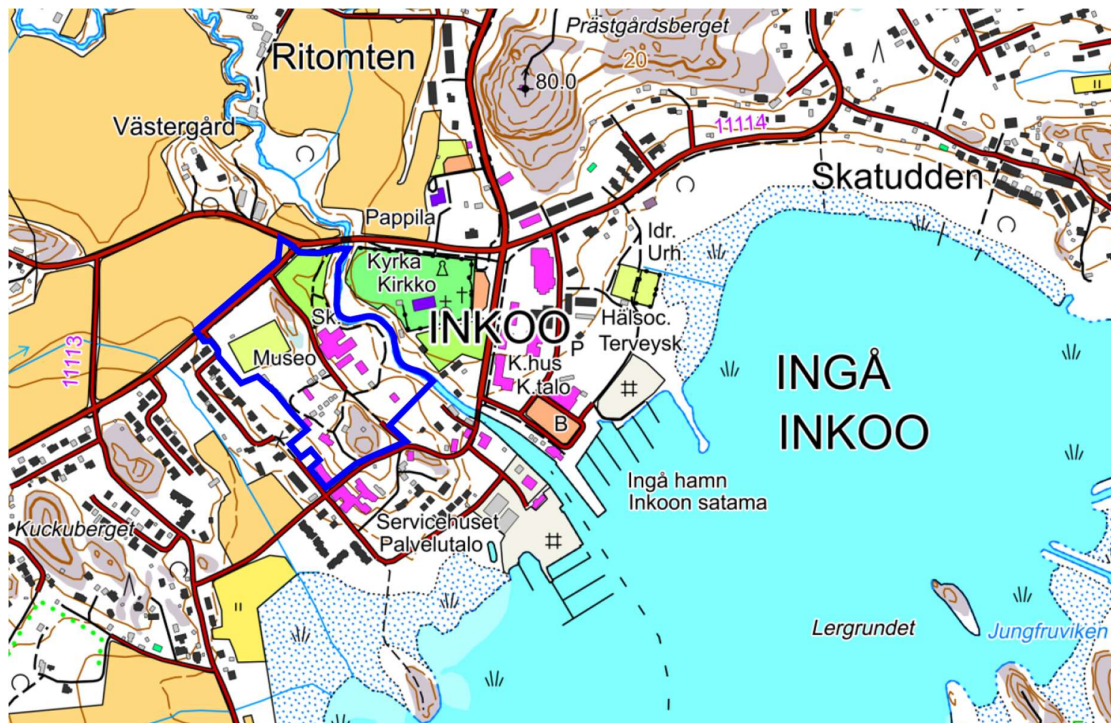 Prästgårdsberget
Ritomten
20
80.0
Västergård
11114
Skatudden
Pappila
Idr.
Urh.
Kyrka
Kirkko
Sk.
INKOO
Hälsoc.
Terveysk.
P
Museo
11113
K.hus
K.talo
INGÅ
INKOO
B
Ingå hamn
Inkoon satama
Kuckuberget
Servicehuset
Palvelutalo
Lergrundet
Jungfruviken